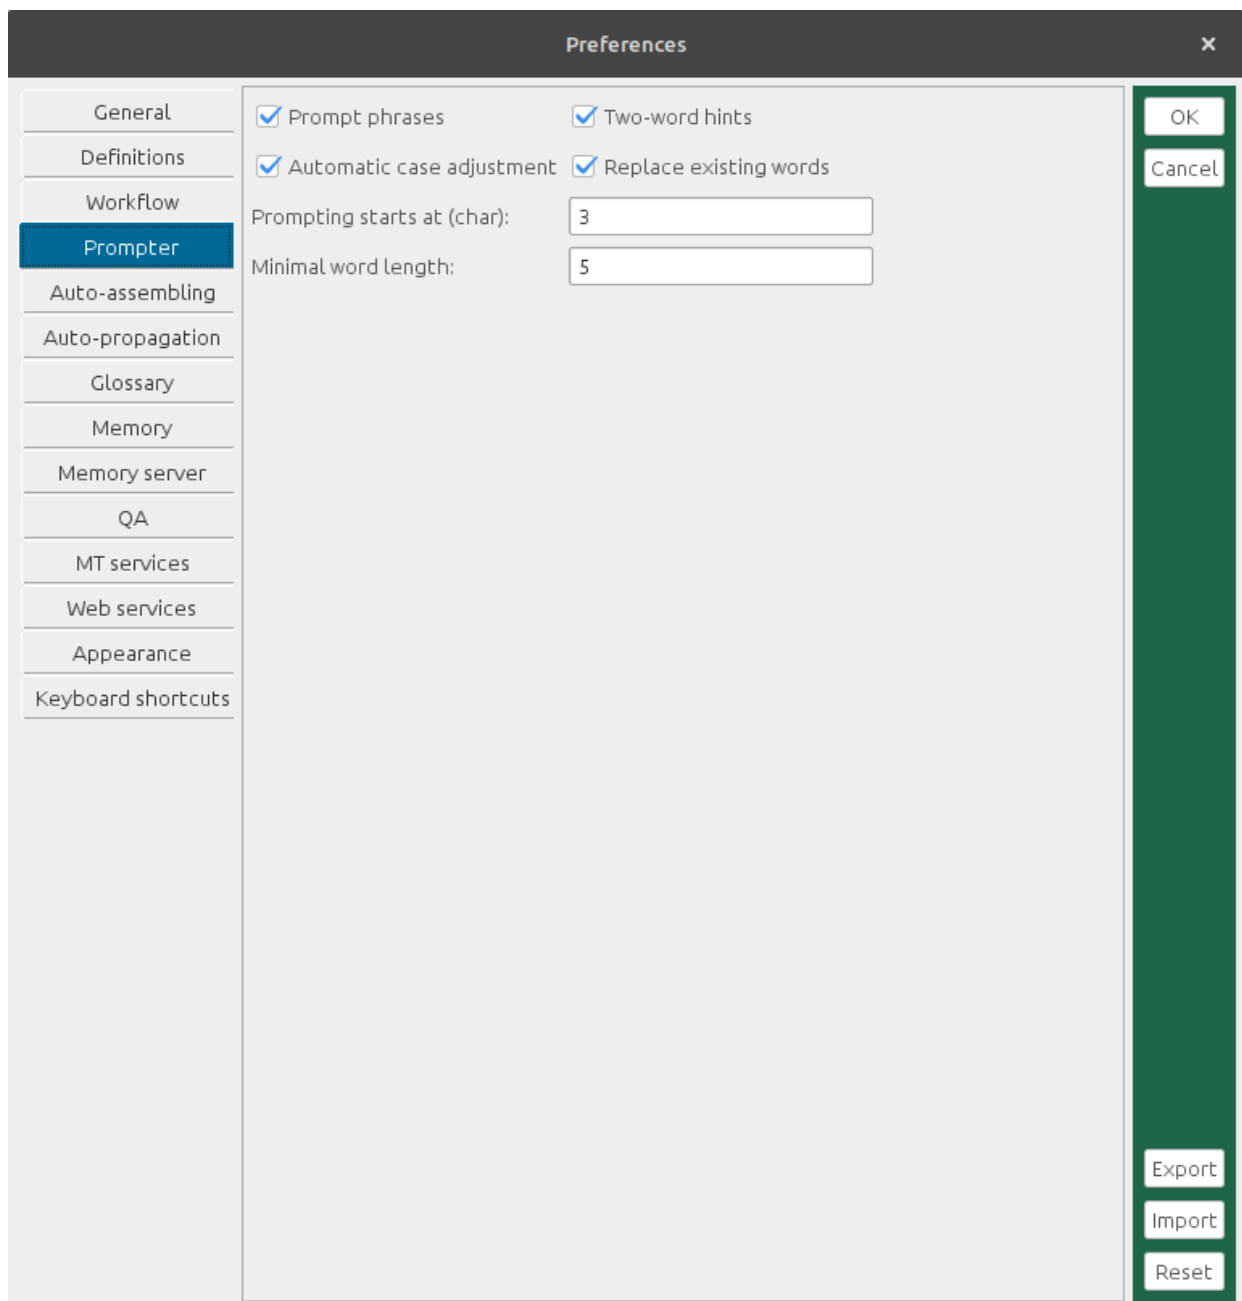 Preferences ×
General
Definitions
Workflow
Prompter
Auto-assembling
Auto-propagation
Glossary
Memory
Memory server
QA
MT services
Web services
Appearance
Keyboard shortcuts
Prompt phrases Two-word hints
Automatic case adjustment Replace existing words
Prompting starts at (char): 3
Minimal word length: 5
OK
Cancel
Export
Import
Reset